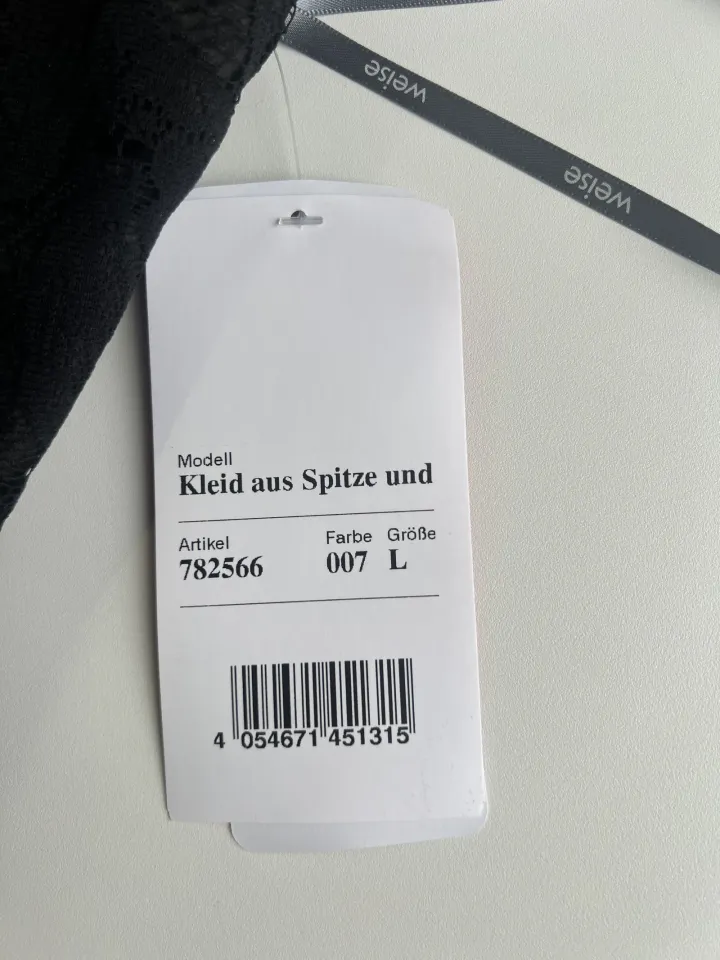 weise
weise
Modell
Kleid aus Spitze und
Artikel Farbe Größe
782566 007 L
4 054671 451315